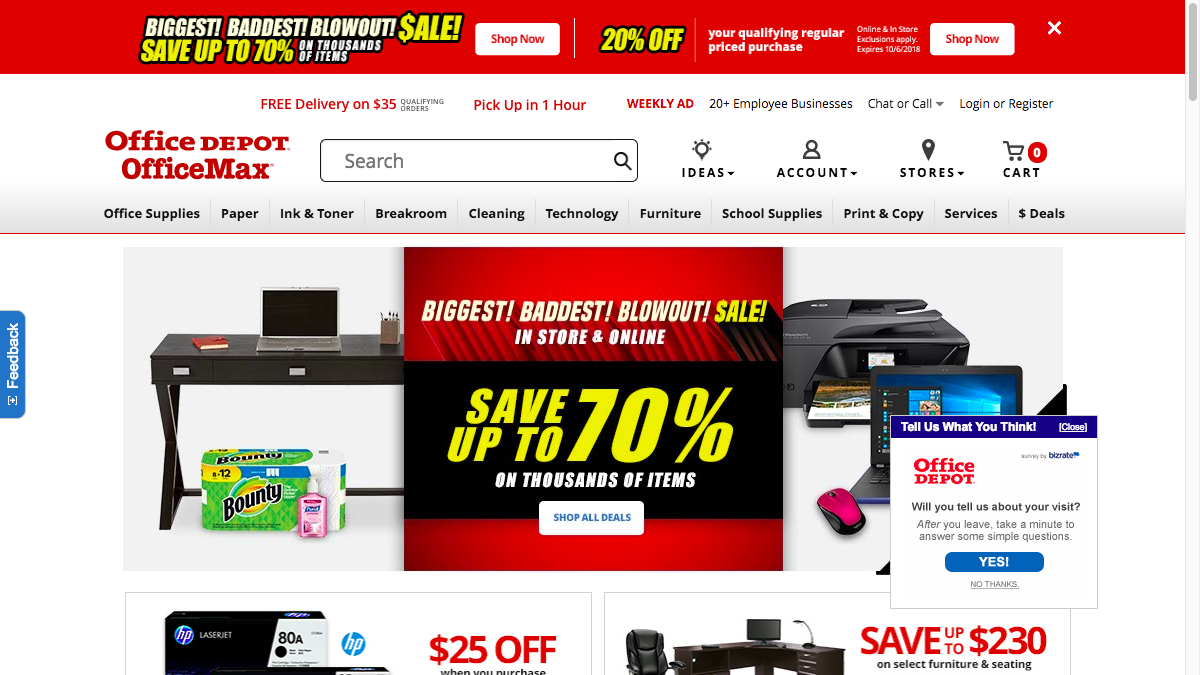 BIGGEST! BADDEST! BLOWOUT! $ALE!
SAVE UP TO 70% ON THOUSANDS OF ITEMS
Shop Now
20% OFF
your qualifying regular
priced purchase
Online & In Store
Exclusions apply.
Expires 10/6/2018
Shop Now
FREE Delivery on $35 QUALIFYING ORDERS
Pick Up in 1 Hour
WEEKLY AD
20+ Employee Businesses
Chat or Call
Login or Register
Office DEPOT
OfficeMax
Search
IDEAS
ACCOUNT
STORES
0
CART
Office Supplies
Paper
Ink & Toner
Breakroom
Cleaning
Technology
Furniture
School Supplies
Print & Copy
Services
$ Deals
Feedback
BIGGEST! BADDEST! BLOWOUT! $ALE!
IN STORE & ONLINE
SAVE
UP TO 70%
ON THOUSANDS OF ITEMS
SHOP ALL DEALS
Bounty
8=12
Bounty
Purell
hp
Tell Us What You Think!
[Close]
survey by bizrate
Office
DEPOT
Will you tell us about your visit?
After you leave, take a minute to
answer some simple questions.
YES!
NO THANKS.
hp LASERJET
80A
hp
$25 OFF
when you purchase
SAVE UP TO $230
on select furniture & seating